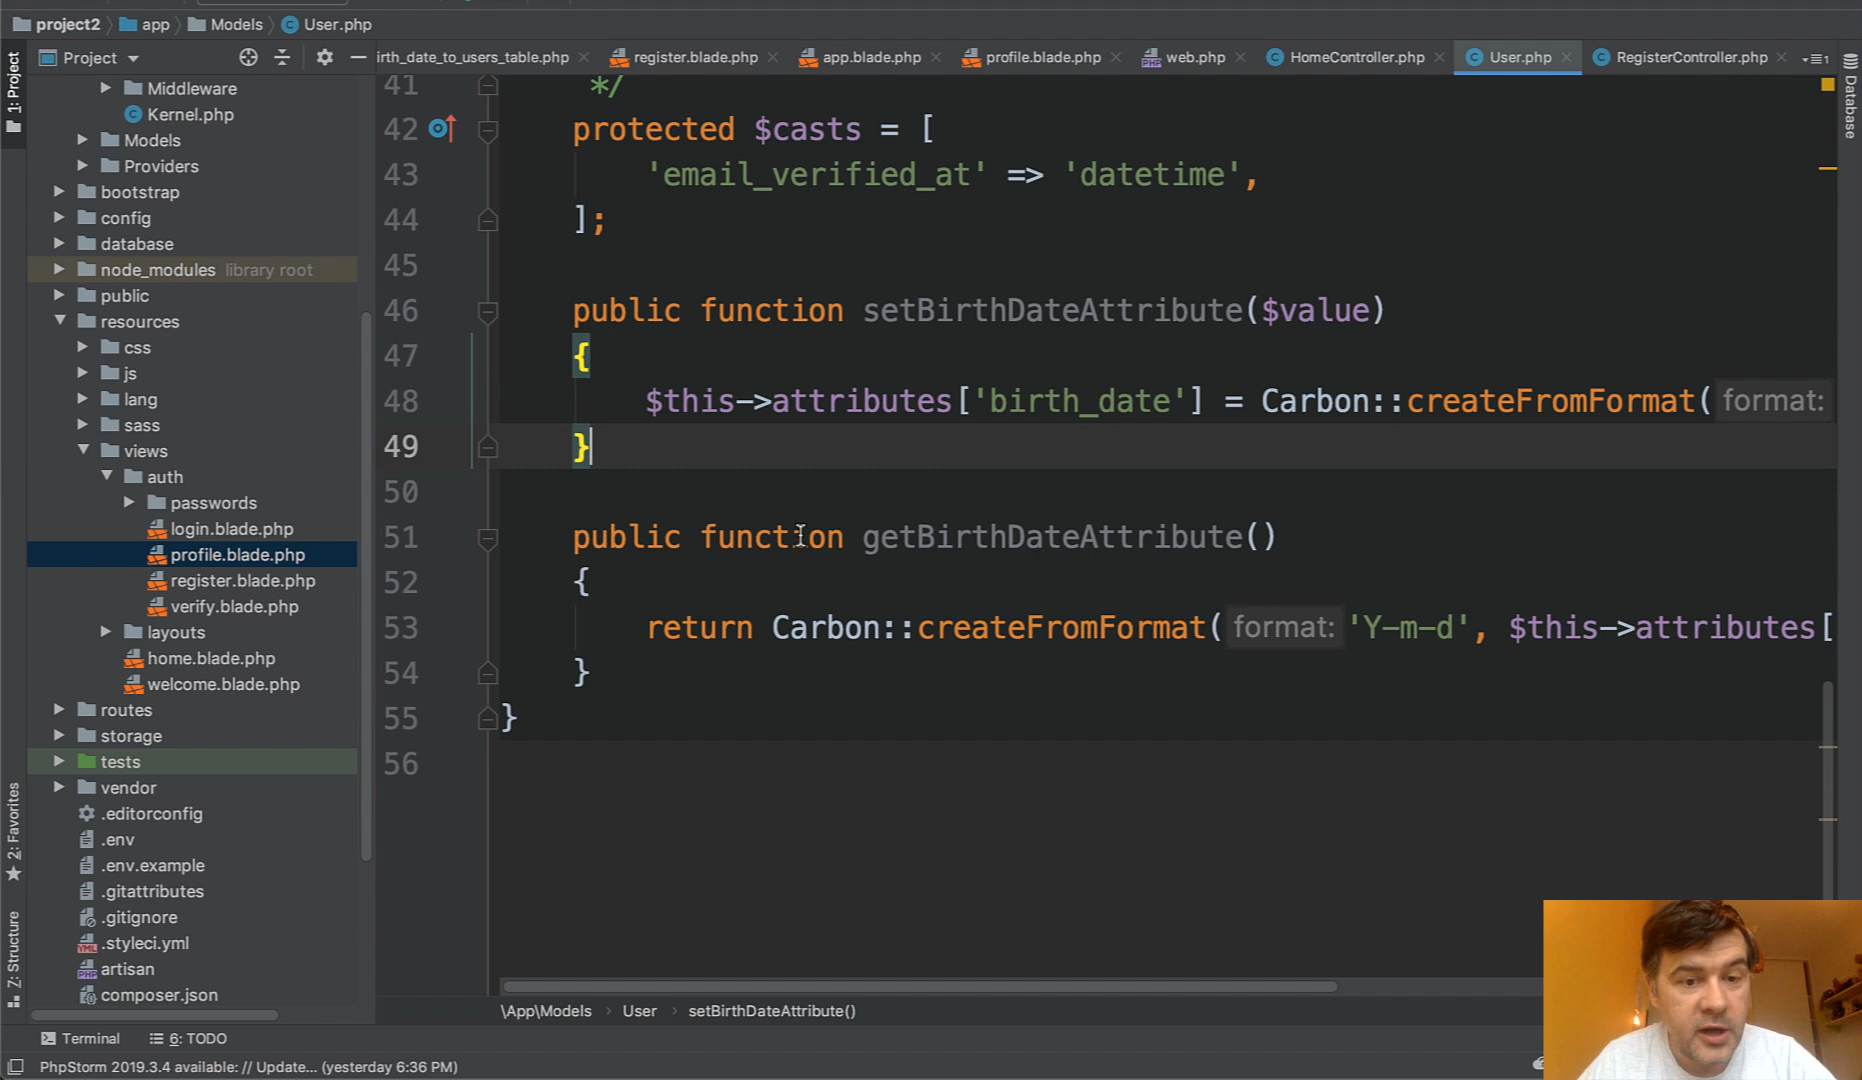 project2 app Models User.php
Project
irth_date_to_users_table.php register.blade.php app.blade.php profile.blade.php web.php HomeController.php User.php RegisterController.php
1: Project
Database
Middleware
Kernel.php
Models
Providers
bootstrap
config
database
node_modules library root
public
resources
css
js
lang
sass
views
auth
passwords
login.blade.php
profile.blade.php
register.blade.php
verify.blade.php
layouts
home.blade.php
welcome.blade.php
routes
storage
tests
vendor
.editorconfig
.env
.env.example
.gitattributes
.gitignore
.styleci.yml
artisan
composer.json
2: Favorites
Z: Structure
41 */
42 protected $casts = [
43 'email_verified_at' => 'datetime',
44 ];
45
46 public function setBirthDateAttribute($value)
47 {
48 $this->attributes['birth_date'] = Carbon::createFromFormat( format:
49 }
50
51 public function getBirthDateAttribute()
52 {
53 return Carbon::createFromFormat( format: 'Y-m-d', $this->attributes[
54 }
55 }
56
\App\Models User setBirthDateAttribute()
Terminal 6: TODO
PhpStorm 2019.3.4 available: // Update... (yesterday 6:36 PM)